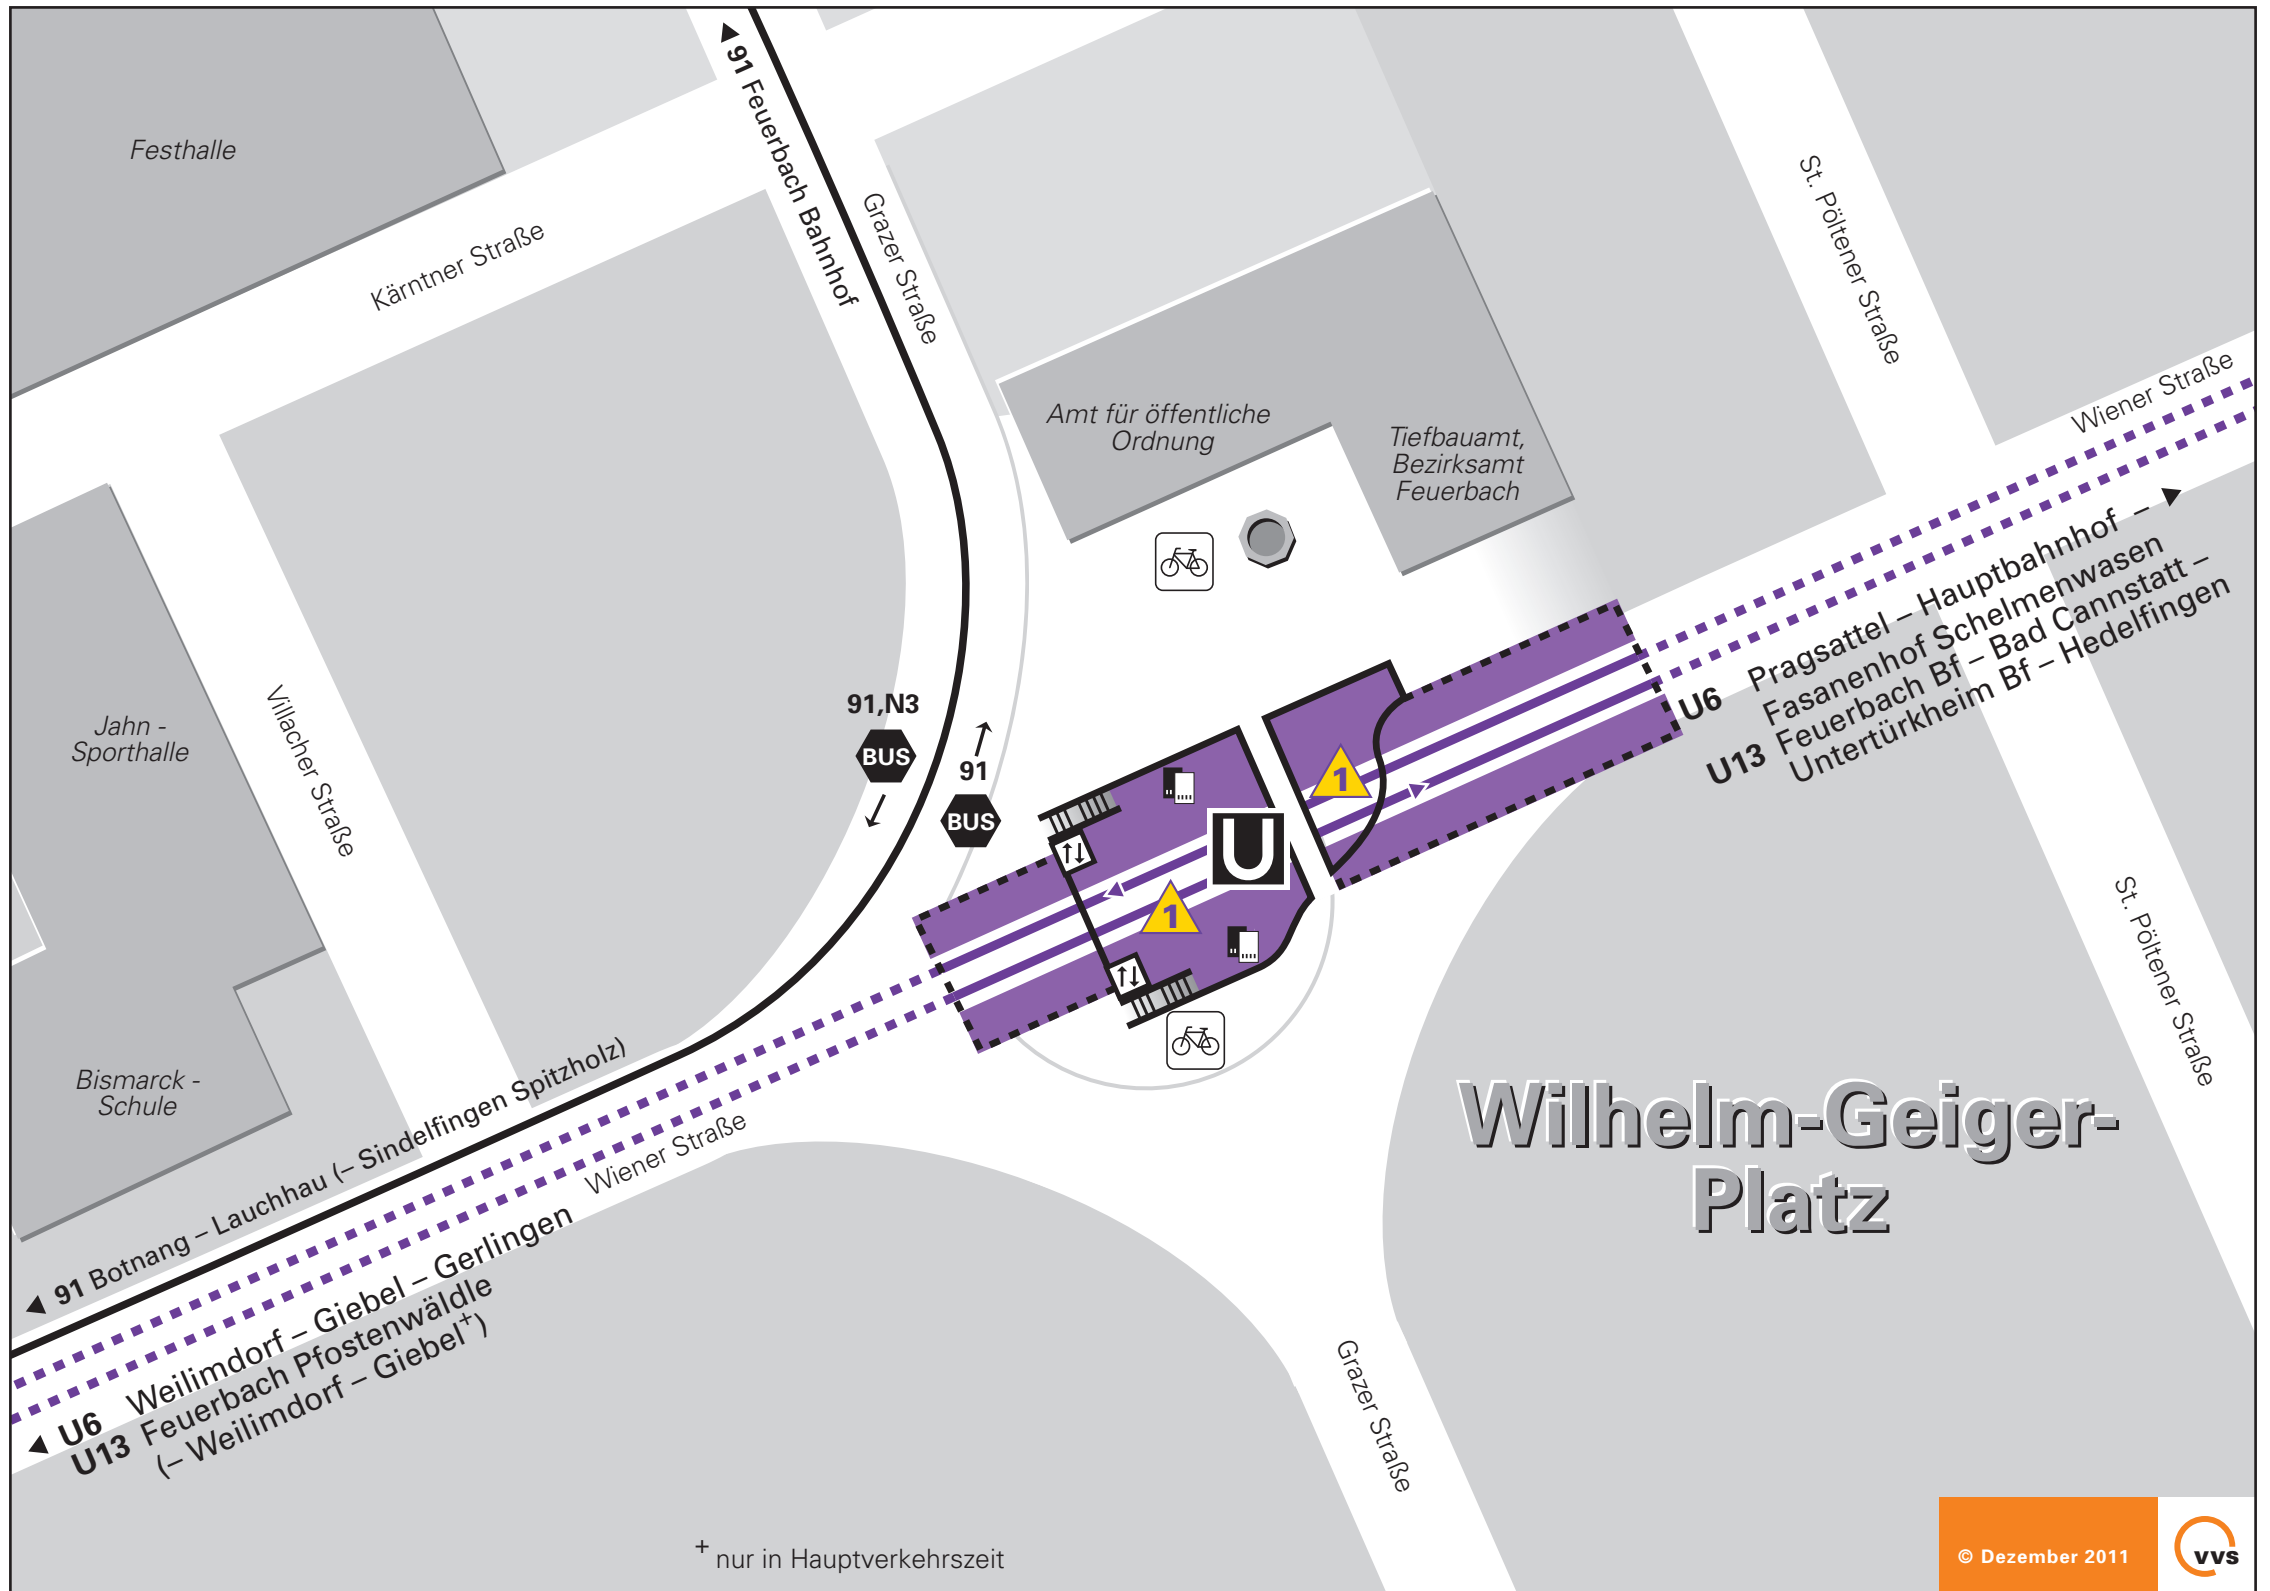 91 Feuerbach Bahnhof
Festhalle
Kärntner Straße
Grazer Straße
St. Pöltener Straße
Wiener Straße
Amt für öffentliche
Ordnung
Tiefbauamt,
Bezirksamt
Feuerbach
U6 Pragsattel – Hauptbahnhof –
Fasanenhof Schelmenwasen
U13 Feuerbach Bf – Bad Cannstatt –
Untertürkheim Bf – Hedelfingen
Jahn -
Sporthalle
Villacher Straße
91,N3
BUS
91
BUS
1
U
1
St. Pöltener Straße
Bismarck -
Schule
Wilhelm-Geiger-
Platz
91 Botnang – Lauchhau (– Sindelfingen Spitzholz)
Wiener Straße
U6 Weilimdorf – Giebel – Gerlingen
U13 Feuerbach Pfostenwäldle
(– Weilimdorf – Giebel+)
Grazer Straße
+ nur in Hauptverkehrszeit
© Dezember 2011
vvs